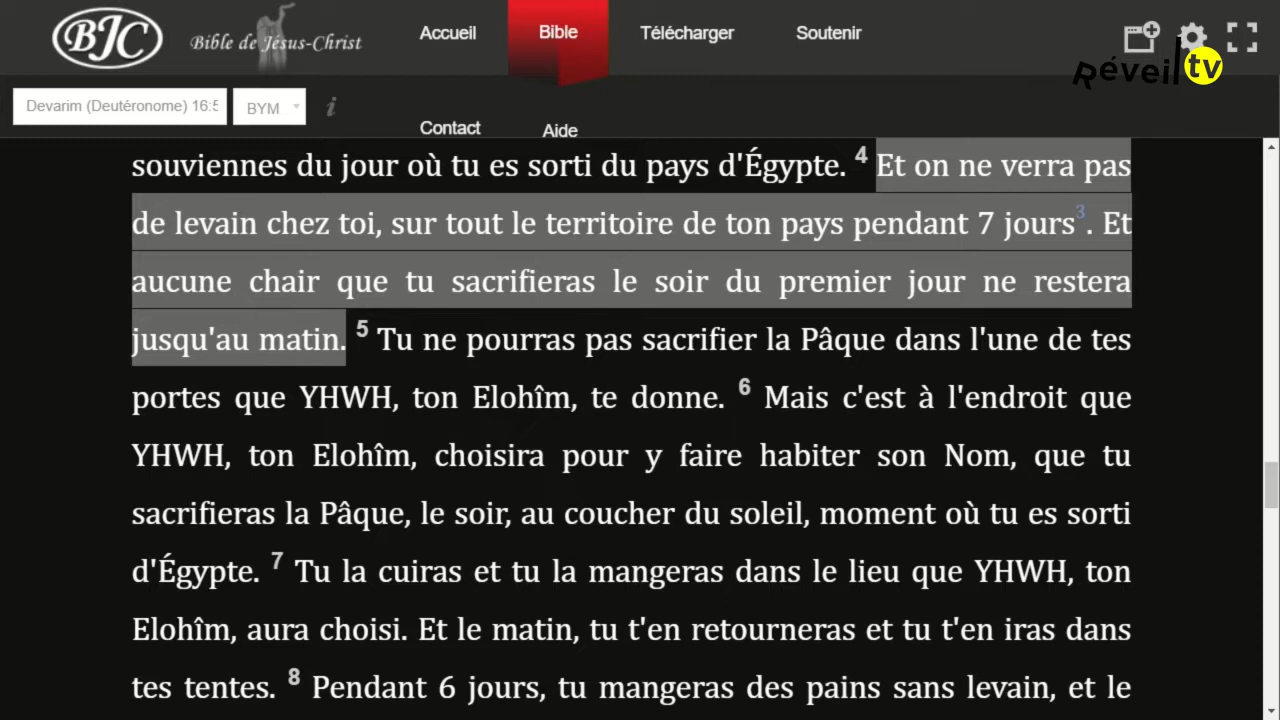 BJC
Bible de Jésus-Christ
Accueil
Bible
Télécharger
Soutenir
Réveil tv
Devarim (Deutéronome) 16:5
BYM
i
Contact
Aide
souviennes du jour où tu es sorti du pays d'Égypte. 4 Et on ne verra pas
de levain chez toi, sur tout le territoire de ton pays pendant 7 jours3. Et
aucune chair que tu sacrifieras le soir du premier jour ne restera
jusqu'au matin. 5 Tu ne pourras pas sacrifier la Pâque dans l'une de tes
portes que YHWH, ton Elohîm, te donne. 6 Mais c'est à l'endroit que
YHWH, ton Elohîm, choisira pour y faire habiter son Nom, que tu
sacrifieras la Pâque, le soir, au coucher du soleil, moment où tu es sorti
d'Égypte. 7 Tu la cuiras et tu la mangeras dans le lieu que YHWH, ton
Elohîm, aura choisi. Et le matin, tu t'en retourneras et tu t'en iras dans
tes tentes. 8 Pendant 6 jours, tu mangeras des pains sans levain, et le